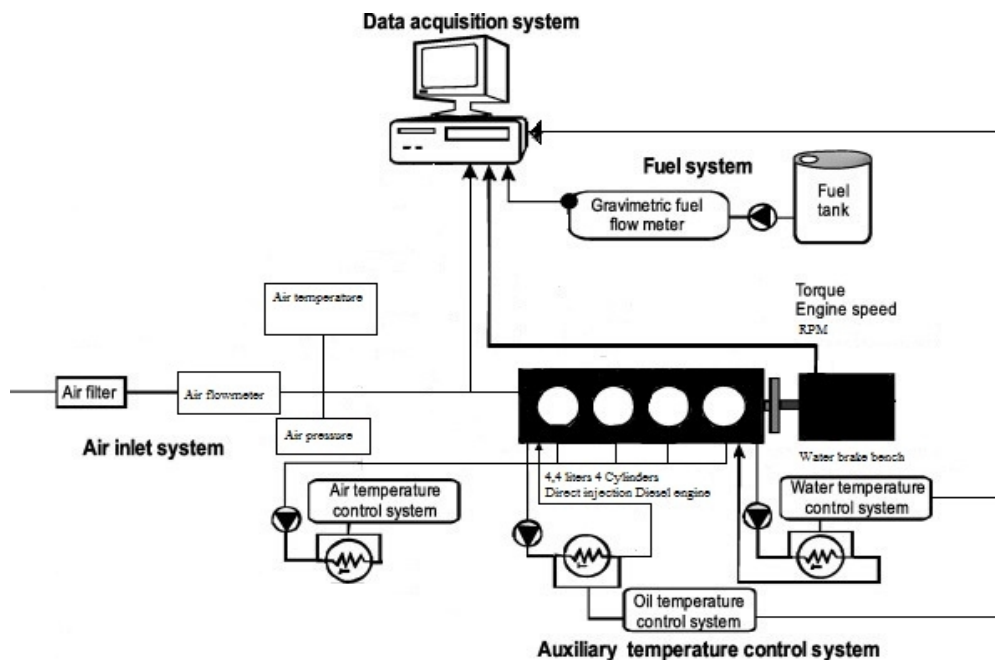 Data acquisition system
Fuel system
Fuel
tank
Gravimetric fuel
flow meter
Air temperature
Torque
Engine speed
RPM
Air filter
Air flowmeter
Air pressure
Air inlet system
Water brake bench
4,4 liters 4 Cylinders
Direct injection Diesel engine
Air temperature
control system
Water temperature
control system
Oil temperature
control system
Auxiliary temperature control system